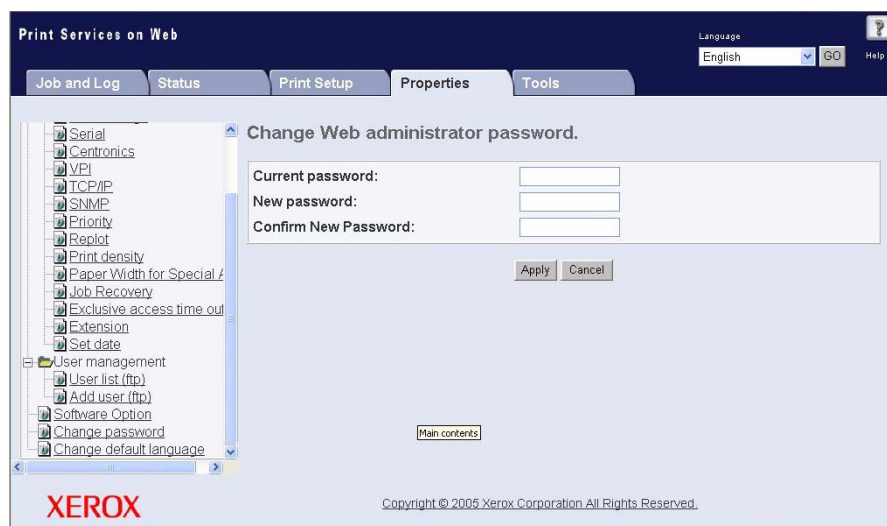 Print Services on Web
Language
English
GO
?
Help
Job and Log
Status
Print Setup
Properties
Tools
Serial
Centronics
VPI
TCP/IP
SNMP
Priority
Replot
Print density
Paper Width for Special
Job Recovery
Exclusive access time out
Extension
Set date
User management
User list (ftp)
Add user (ftp)
Software Option
Change password
Change default language
Change Web administrator password.
Current password:
New password:
Confirm New Password:
Apply
Cancel
Main contents
XEROX
Copyright © 2005 Xerox Corporation All Rights Reserved.